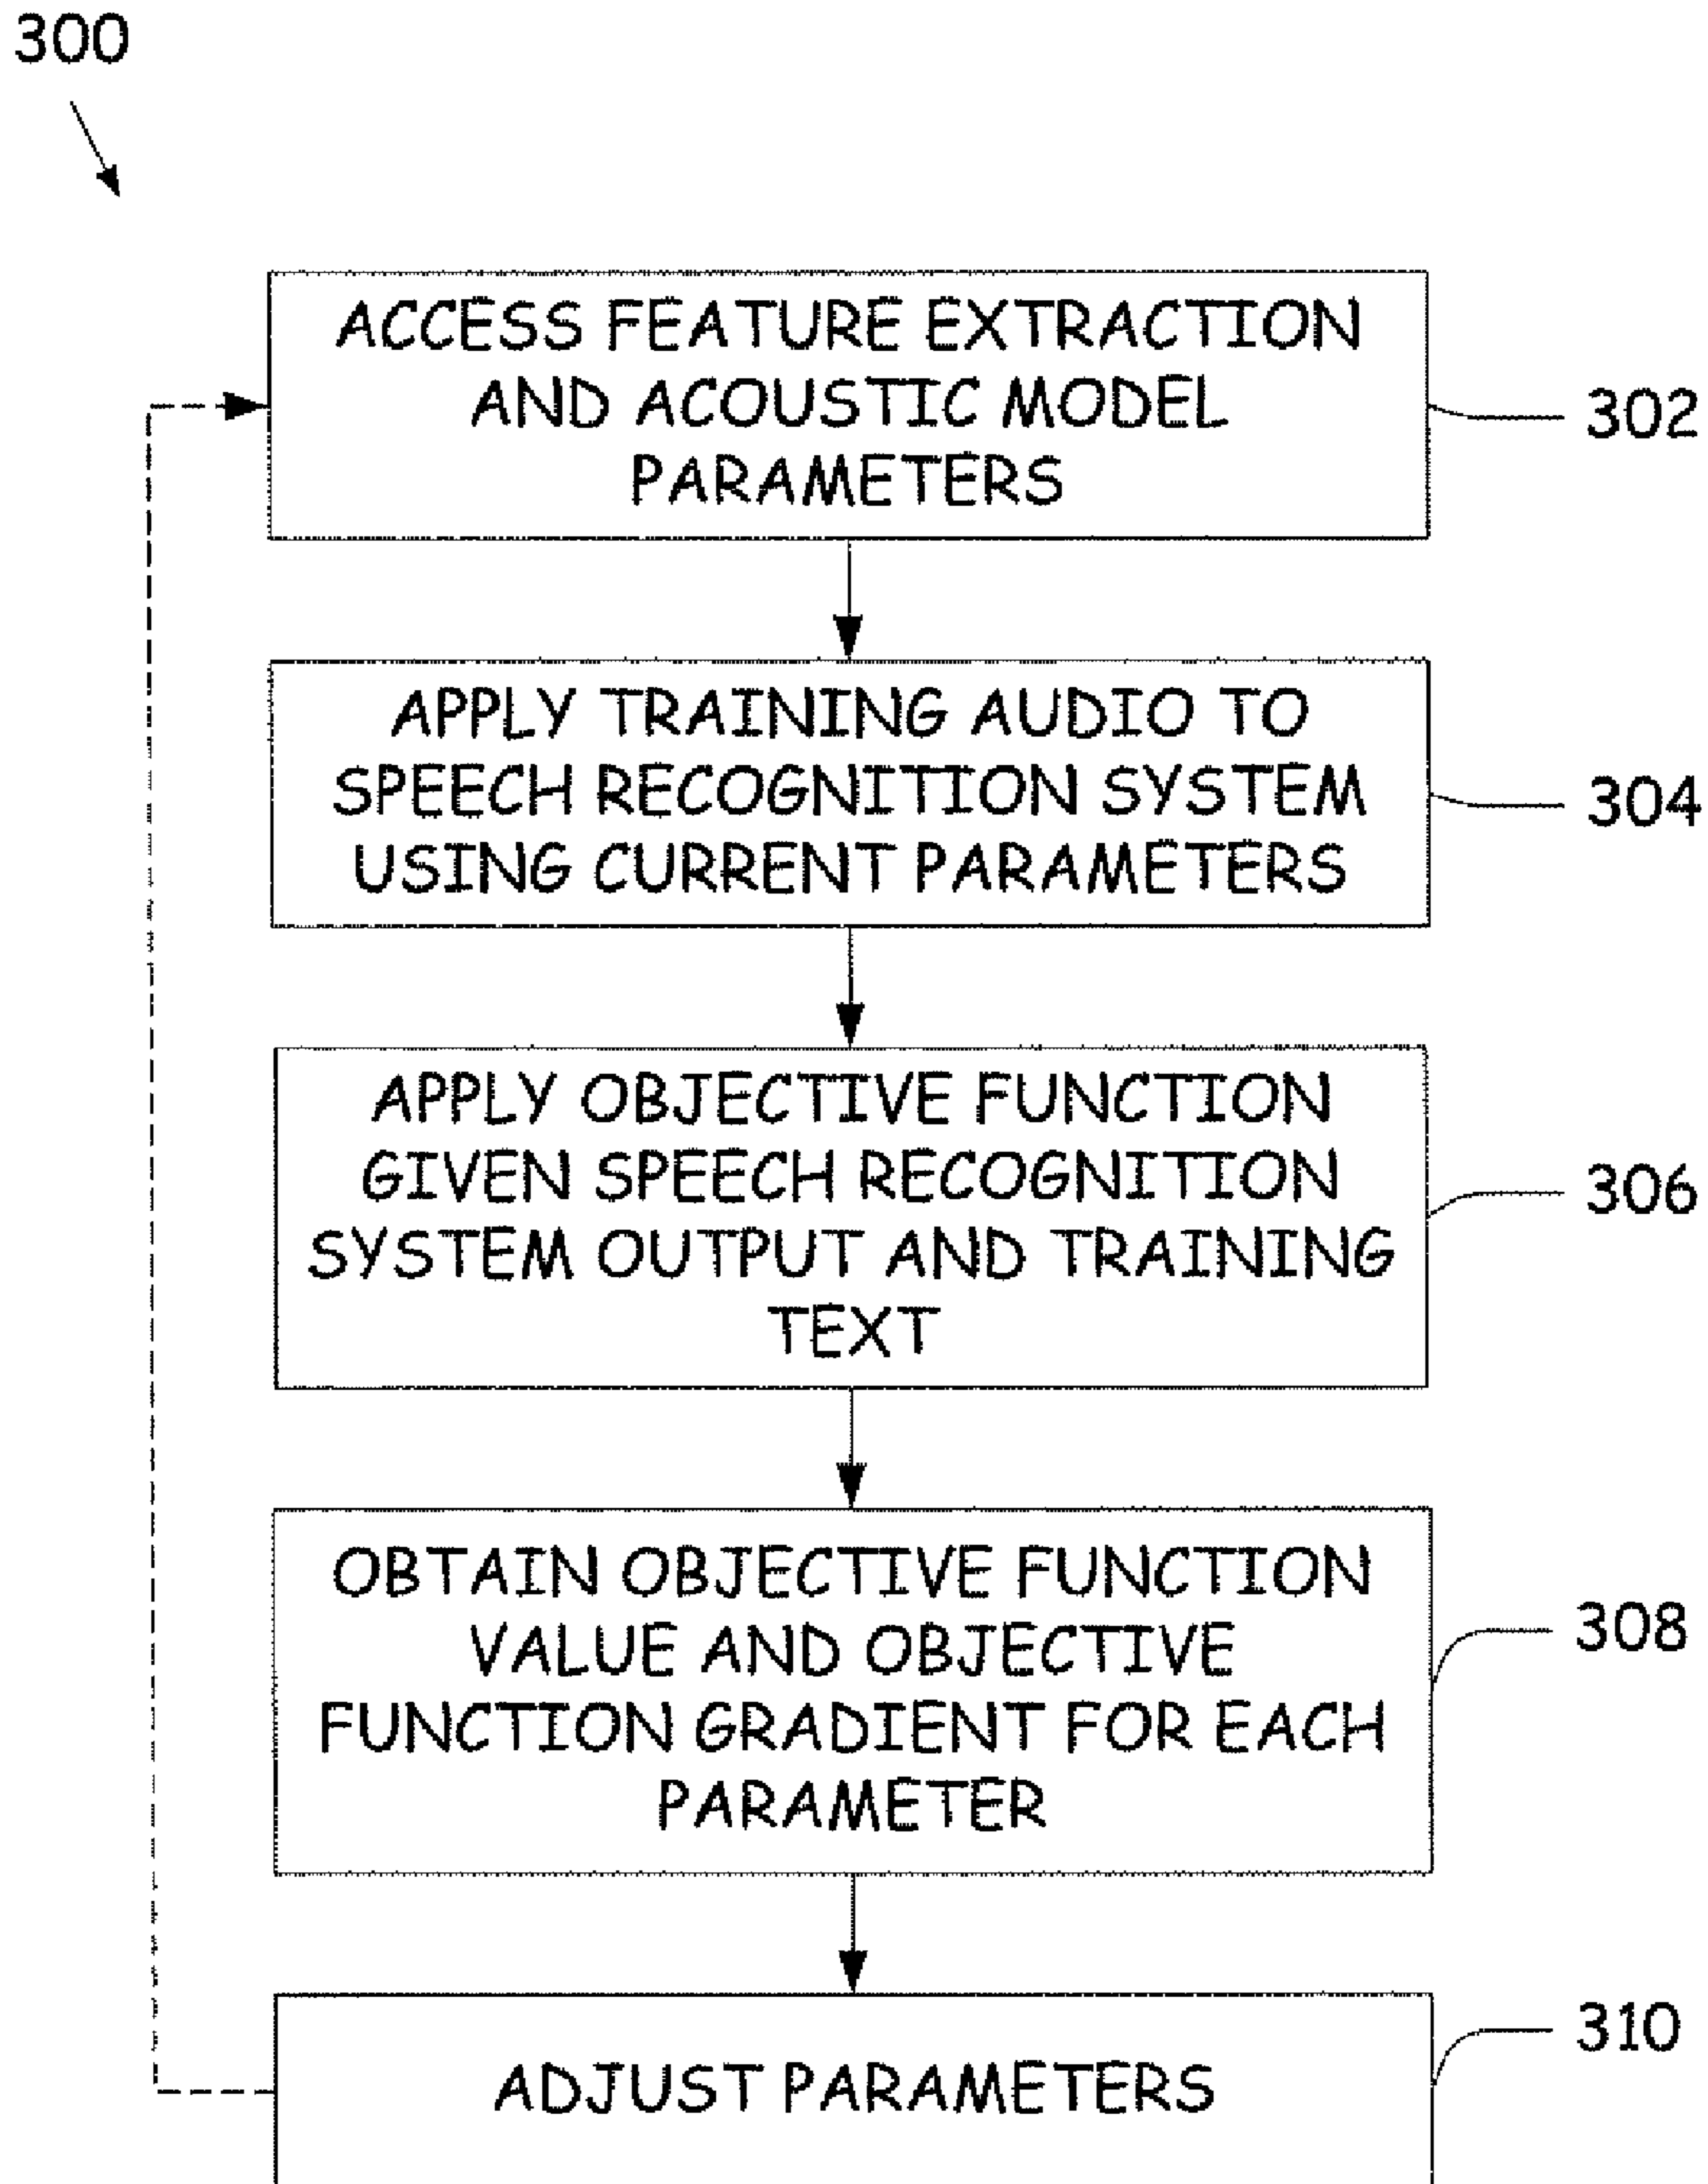 300
ACCESS FEATURE EXTRACTION
AND ACOUSTIC MODEL
PARAMETERS
302
APPLY TRAINING AUDIO TO
SPEECH RECOGNITION SYSTEM
USING CURRENT PARAMETERS
304
APPLY OBJECTIVE FUNCTION
GIVEN SPEECH RECOGNITION
SYSTEM OUTPUT AND TRAINING
TEXT
306
OBTAIN OBJECTIVE FUNCTION
VALUE AND OBJECTIVE
FUNCTION GRADIENT FOR EACH
PARAMETER
308
ADJUST PARAMETERS
310